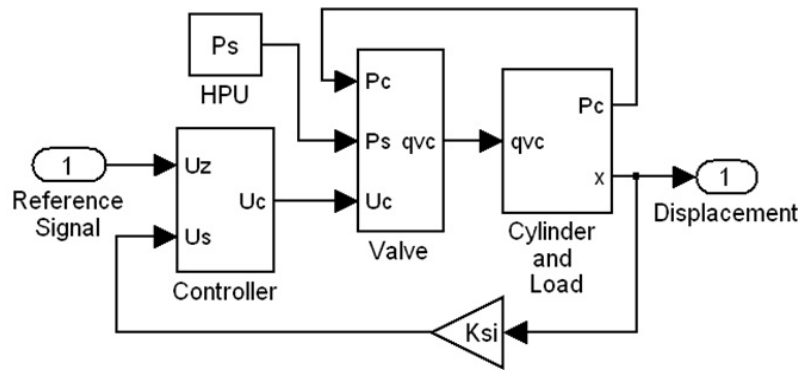 Ps
HPU
Pc
Ps
qvc
Uc
Valve
Pc
qvc
x
Cylinder
and
Load
1
Reference
Signal
Uz
Uc
Us
Controller
1
Displacement
Ksi